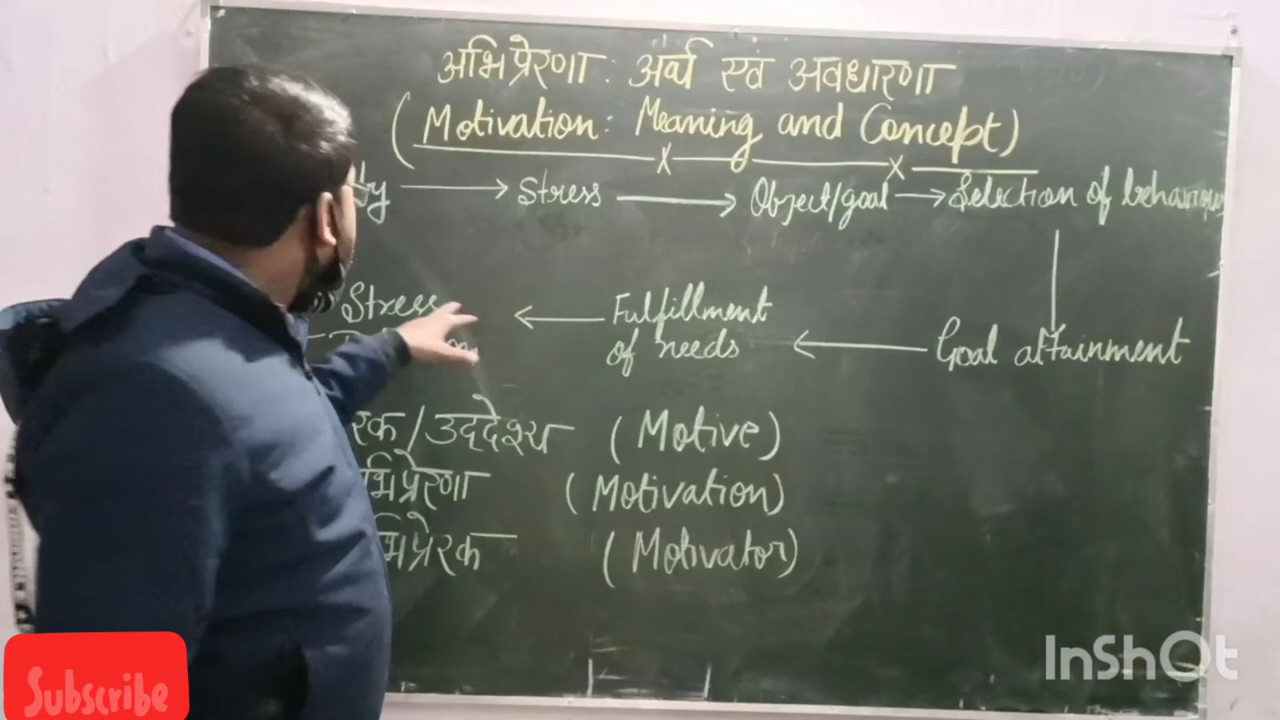 अभिप्रेरणा: अर्थ एवं अवधारणा
(Motivation: Meaning and Concept)
Stress → Object/goal → Selection of behaviour
Stress ← Fulfillment
of needs ← Goal attainment
/उद्देश्य (Motive)
(Motivation)
(Motivator)
Subscribe
InShOt